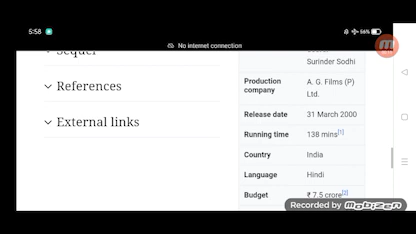 5:58
56%
No internet connection
Sequel
Surinder Sodhi
References
Production company
A. G. Films (P) Ltd.
Release date
31 March 2000
External links
Running time
138 mins[1]
Country
India
Language
Hindi
Budget
₹ 7.5 crore[2]
Recorded by
mobizen